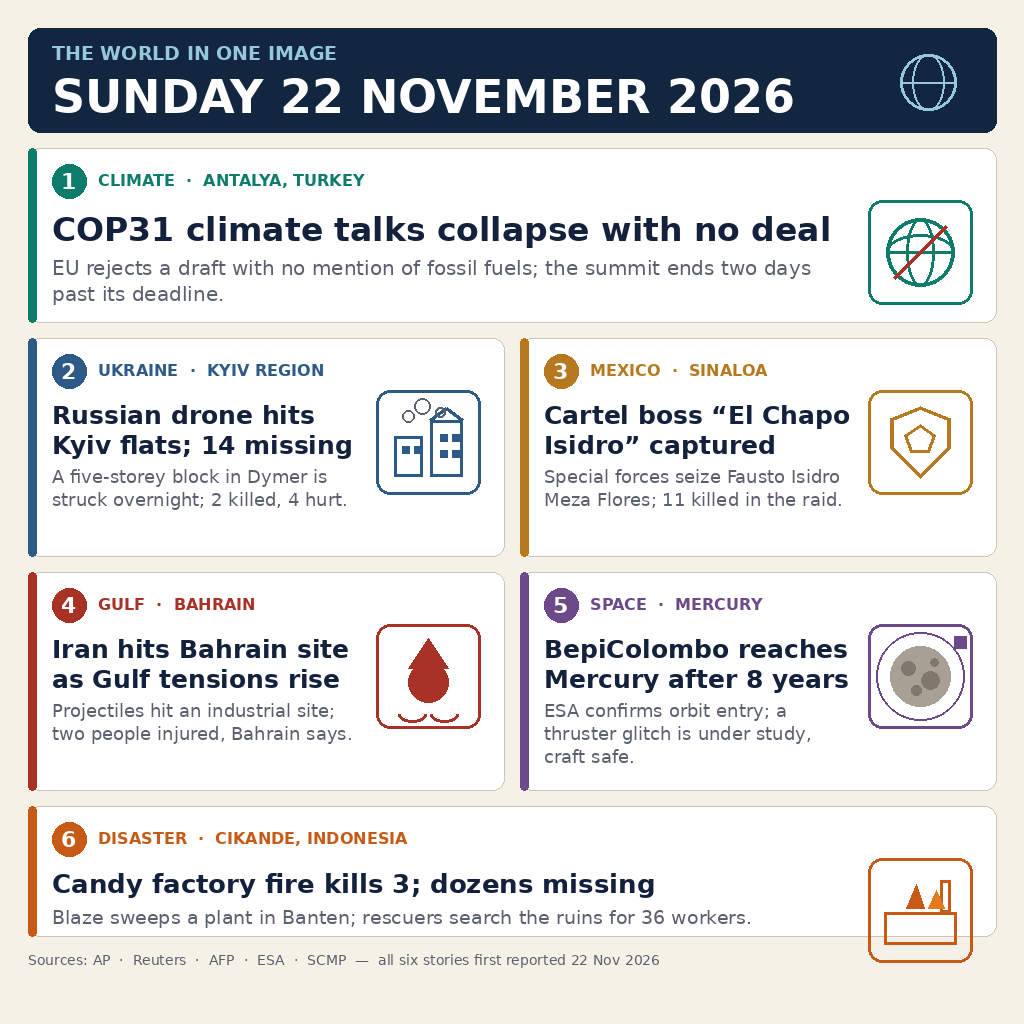 THE WORLD IN ONE IMAGE
SUNDAY 22 NOVEMBER 2026
1
CLIMATE · ANTALYA, TURKEY
COP31 climate talks collapse with no deal
EU rejects a draft with no mention of fossil fuels; the summit ends two days
past its deadline.
2
UKRAINE · KYIV REGION
Russian drone hits
Kyiv flats; 14 missing
A five-storey block in Dymer is
struck overnight; 2 killed, 4 hurt.
3
MEXICO · SINALOA
Cartel boss “El Chapo
Isidro” captured
Special forces seize Fausto Isidro
Meza Flores; 11 killed in the raid.
4
GULF · BAHRAIN
Iran hits Bahrain site
as Gulf tensions rise
Projectiles hit an industrial site;
two people injured, Bahrain says.
5
SPACE · MERCURY
BepiColombo reaches
Mercury after 8 years
ESA confirms orbit entry; a
thruster glitch is under study,
craft safe.
6
DISASTER · CIKANDE, INDONESIA
Candy factory fire kills 3; dozens missing
Blaze sweeps a plant in Banten; rescuers search the ruins for 36 workers.
Sources: AP · Reuters · AFP · ESA · SCMP — all six stories first reported 22 Nov 2026